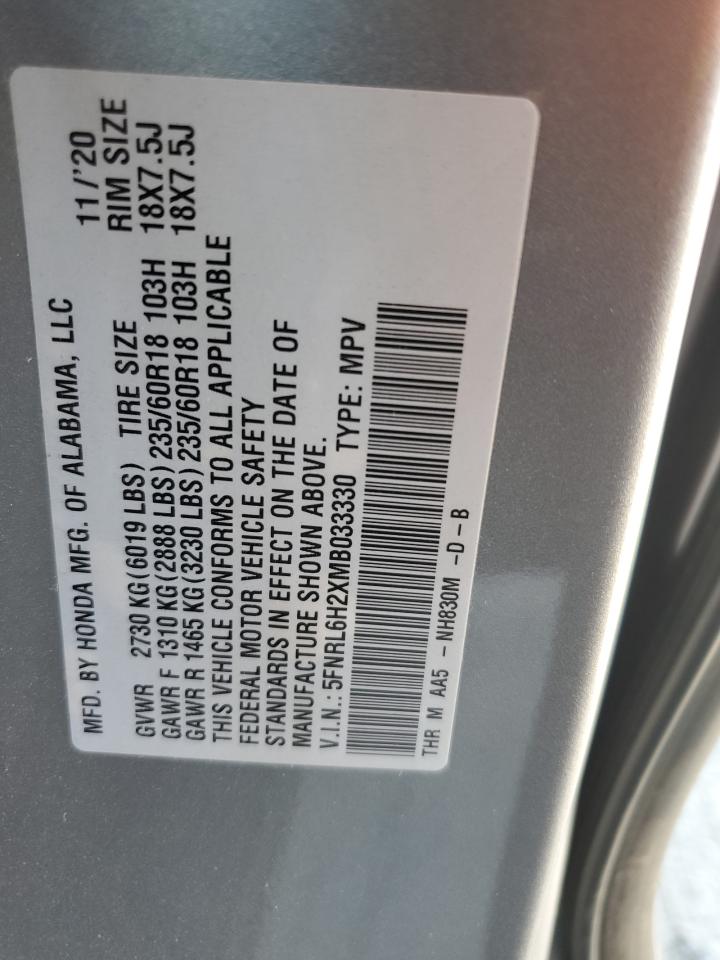 MFD. BY HONDA MFG. OF ALABAMA, LLC 11/'20
GVWR 2730 KG(6019 LBS) TIRE SIZE RIM SIZE
GAWR F 1310 KG(2888 LBS)235/60R18 103H 18X7.5J
GAWR R 1465 KG(3230 LBS)235/60R18 103H 18X7.5J
THIS VEHICLE CONFORMS TO ALL APPLICABLE
FEDERAL MOTOR VEHICLE SAFETY
STANDARDS IN EFFECT ON THE DATE OF
MANUFACTURE SHOWN ABOVE.
V.I.N.: 5FNRL6H2XMB033330 TYPE: MPV
THR M AA5 -NH830M -D-B